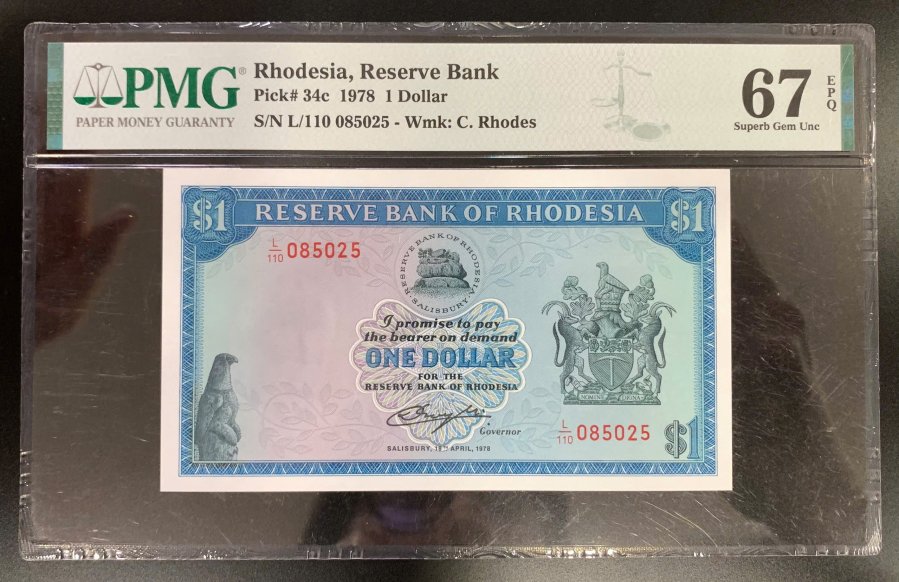 PMG®
PAPER MONEY GUARANTY
Rhodesia, Reserve Bank
Pick# 34c 1978 1 Dollar
S/N L/110 085025 - Wmk: C. Rhodes
67
EPQ
Superb Gem Unc
$1 RESERVE BANK OF RHODESIA $1
L/110 085025
RESERVE BANK OF RHODESIA
· SALISBURY ·
I promise to pay
the bearer on demand
ONE DOLLAR
FOR THE
RESERVE BANK OF RHODESIA
Governor
SALISBURY, APRIL, 1978
L/110 085025
$1